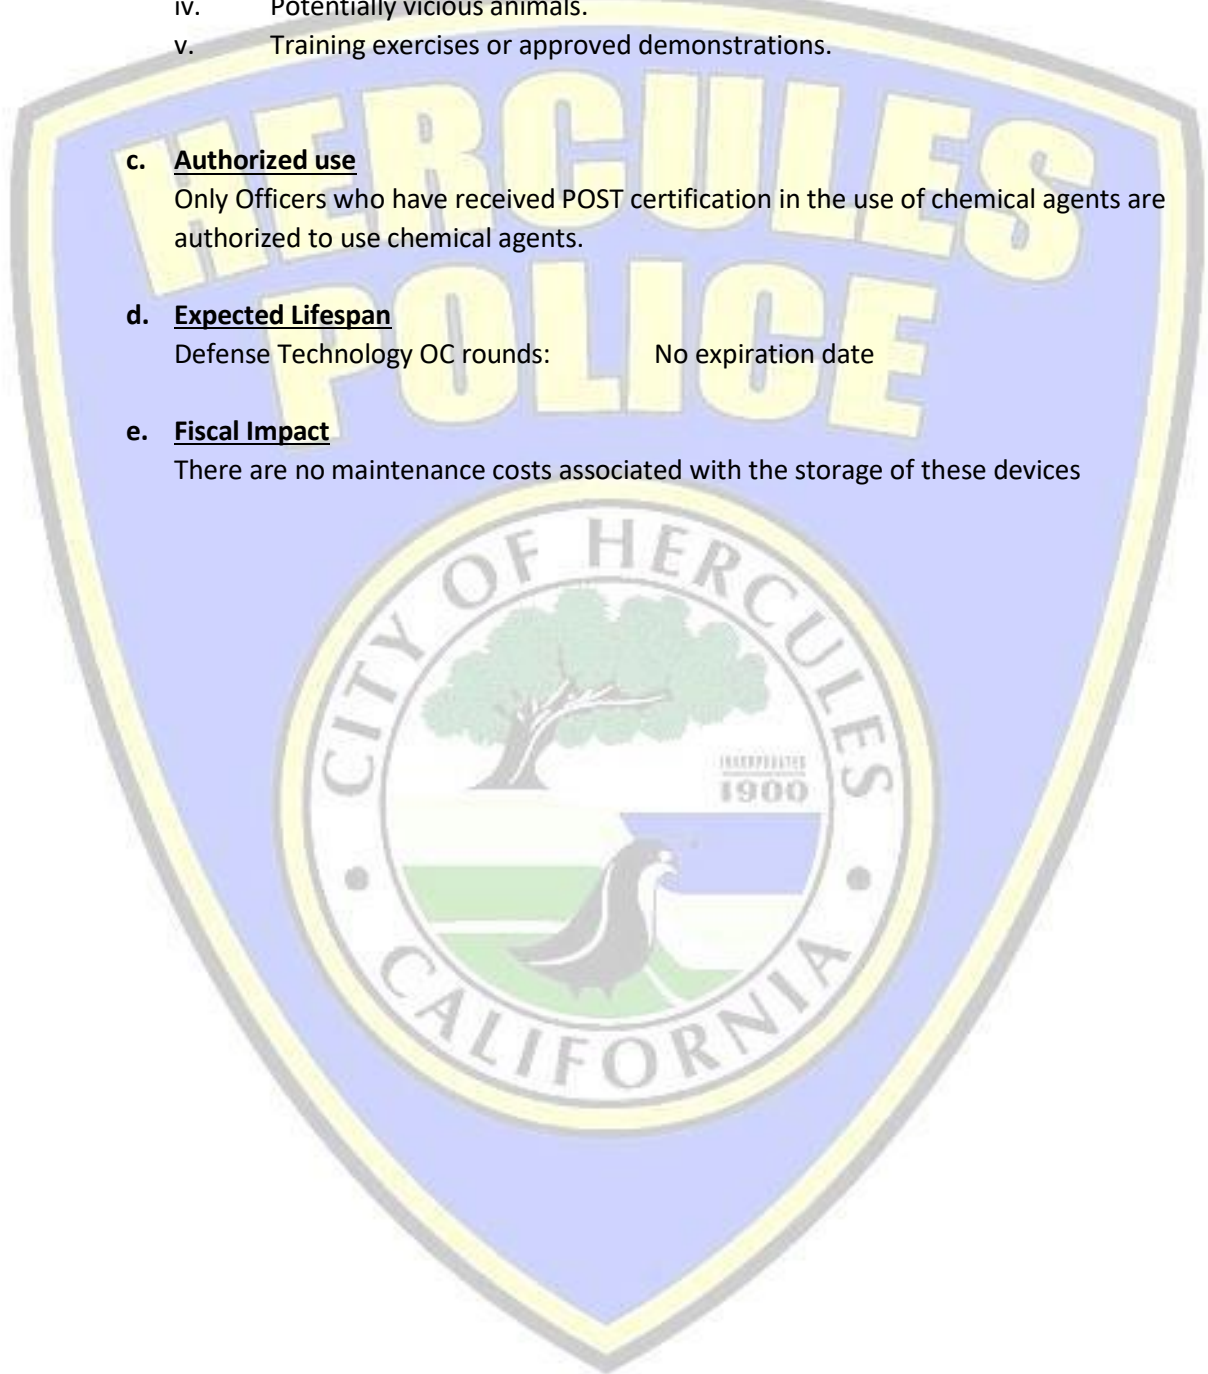 iv. Potentially vicious animals.
v. Training exercises or approved demonstrations.
c. Authorized use
Only Officers who have received POST certification in the use of chemical agents are
authorized to use chemical agents.
d. Expected Lifespan
Defense Technology OC rounds: No expiration date
e. Fiscal Impact
There are no maintenance costs associated with the storage of these devices
HERCULES
POLICE
CITY OF HERCULES
INCORPORATED
1900
CALIFORNIA